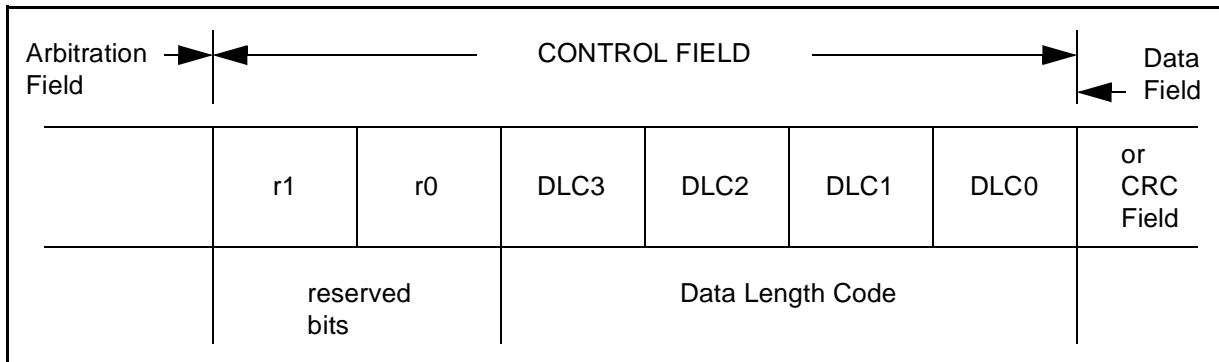 Arbitration
Field
CONTROL FIELD
Data
Field
r1
r0
DLC3
DLC2
DLC1
DLC0
or
CRC
Field
reserved
bits
Data Length Code